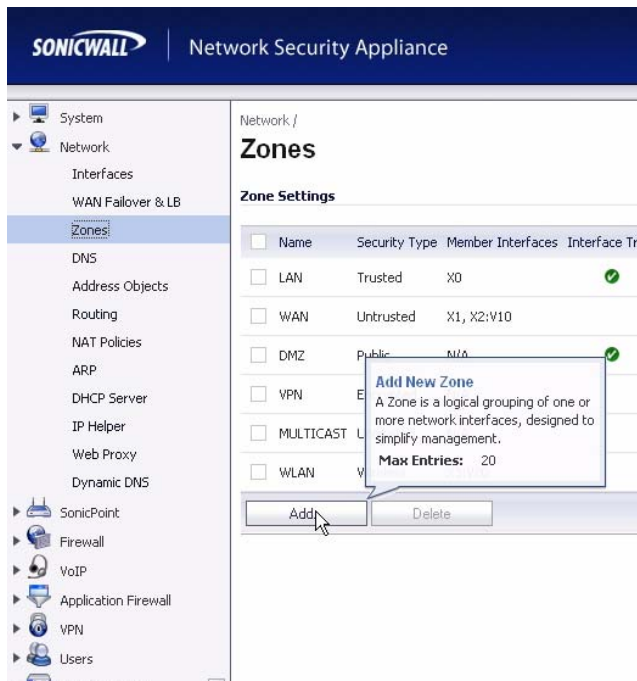 SONICWALL
Network Security Appliance
System
Network
Interfaces
WAN Failover & LB
Zones
DNS
Address Objects
Routing
NAT Policies
ARP
DHCP Server
IP Helper
Web Proxy
Dynamic DNS
SonicPoint
Firewall
VoIP
Application Firewall
VPN
Users
Network /
Zones
Zone Settings
Name Security Type Member Interfaces Interface Tr
LAN Trusted X0
WAN Untrusted X1, X2:V10
DMZ Public N/A
VPN E
MULTICAST U
WLAN
Add New Zone
A Zone is a logical grouping of one or
more network interfaces, designed to
simplify management.
Max Entries: 20
Add
Delete